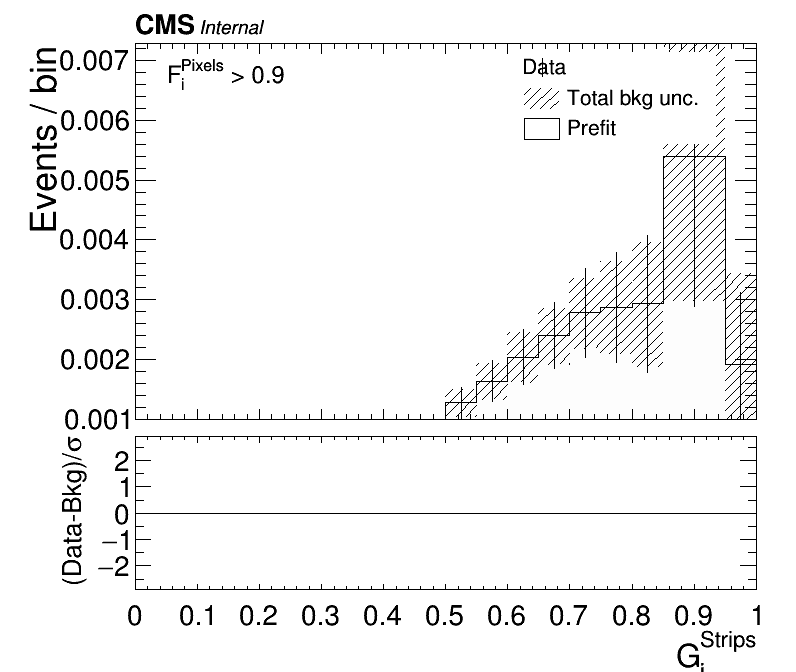 CMS Internal
Events / bin
0.007
0.006
0.005
0.004
0.003
0.002
0.001
F_i^Pixels > 0.9
Data
Total bkg unc.
Prefit
(Data-Bkg)/σ
2
1
0
−1
−2
0 0.1 0.2 0.3 0.4 0.5 0.6 0.7 0.8 0.9 1
G_i^Strips